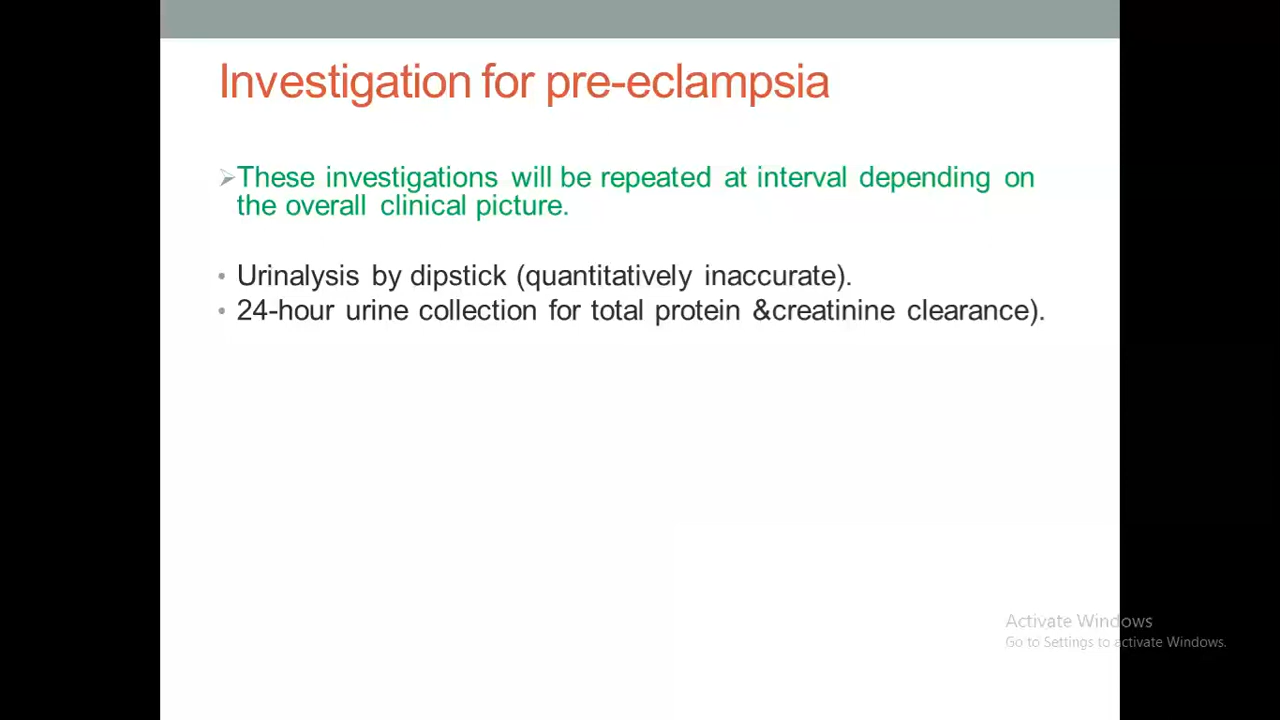 Investigation for pre-eclampsia
➢These investigations will be repeated at interval depending on
the overall clinical picture.
• Urinalysis by dipstick (quantitatively inaccurate).
• 24-hour urine collection for total protein &creatinine clearance).
Activate Windows
Go to Settings to activate Windows.